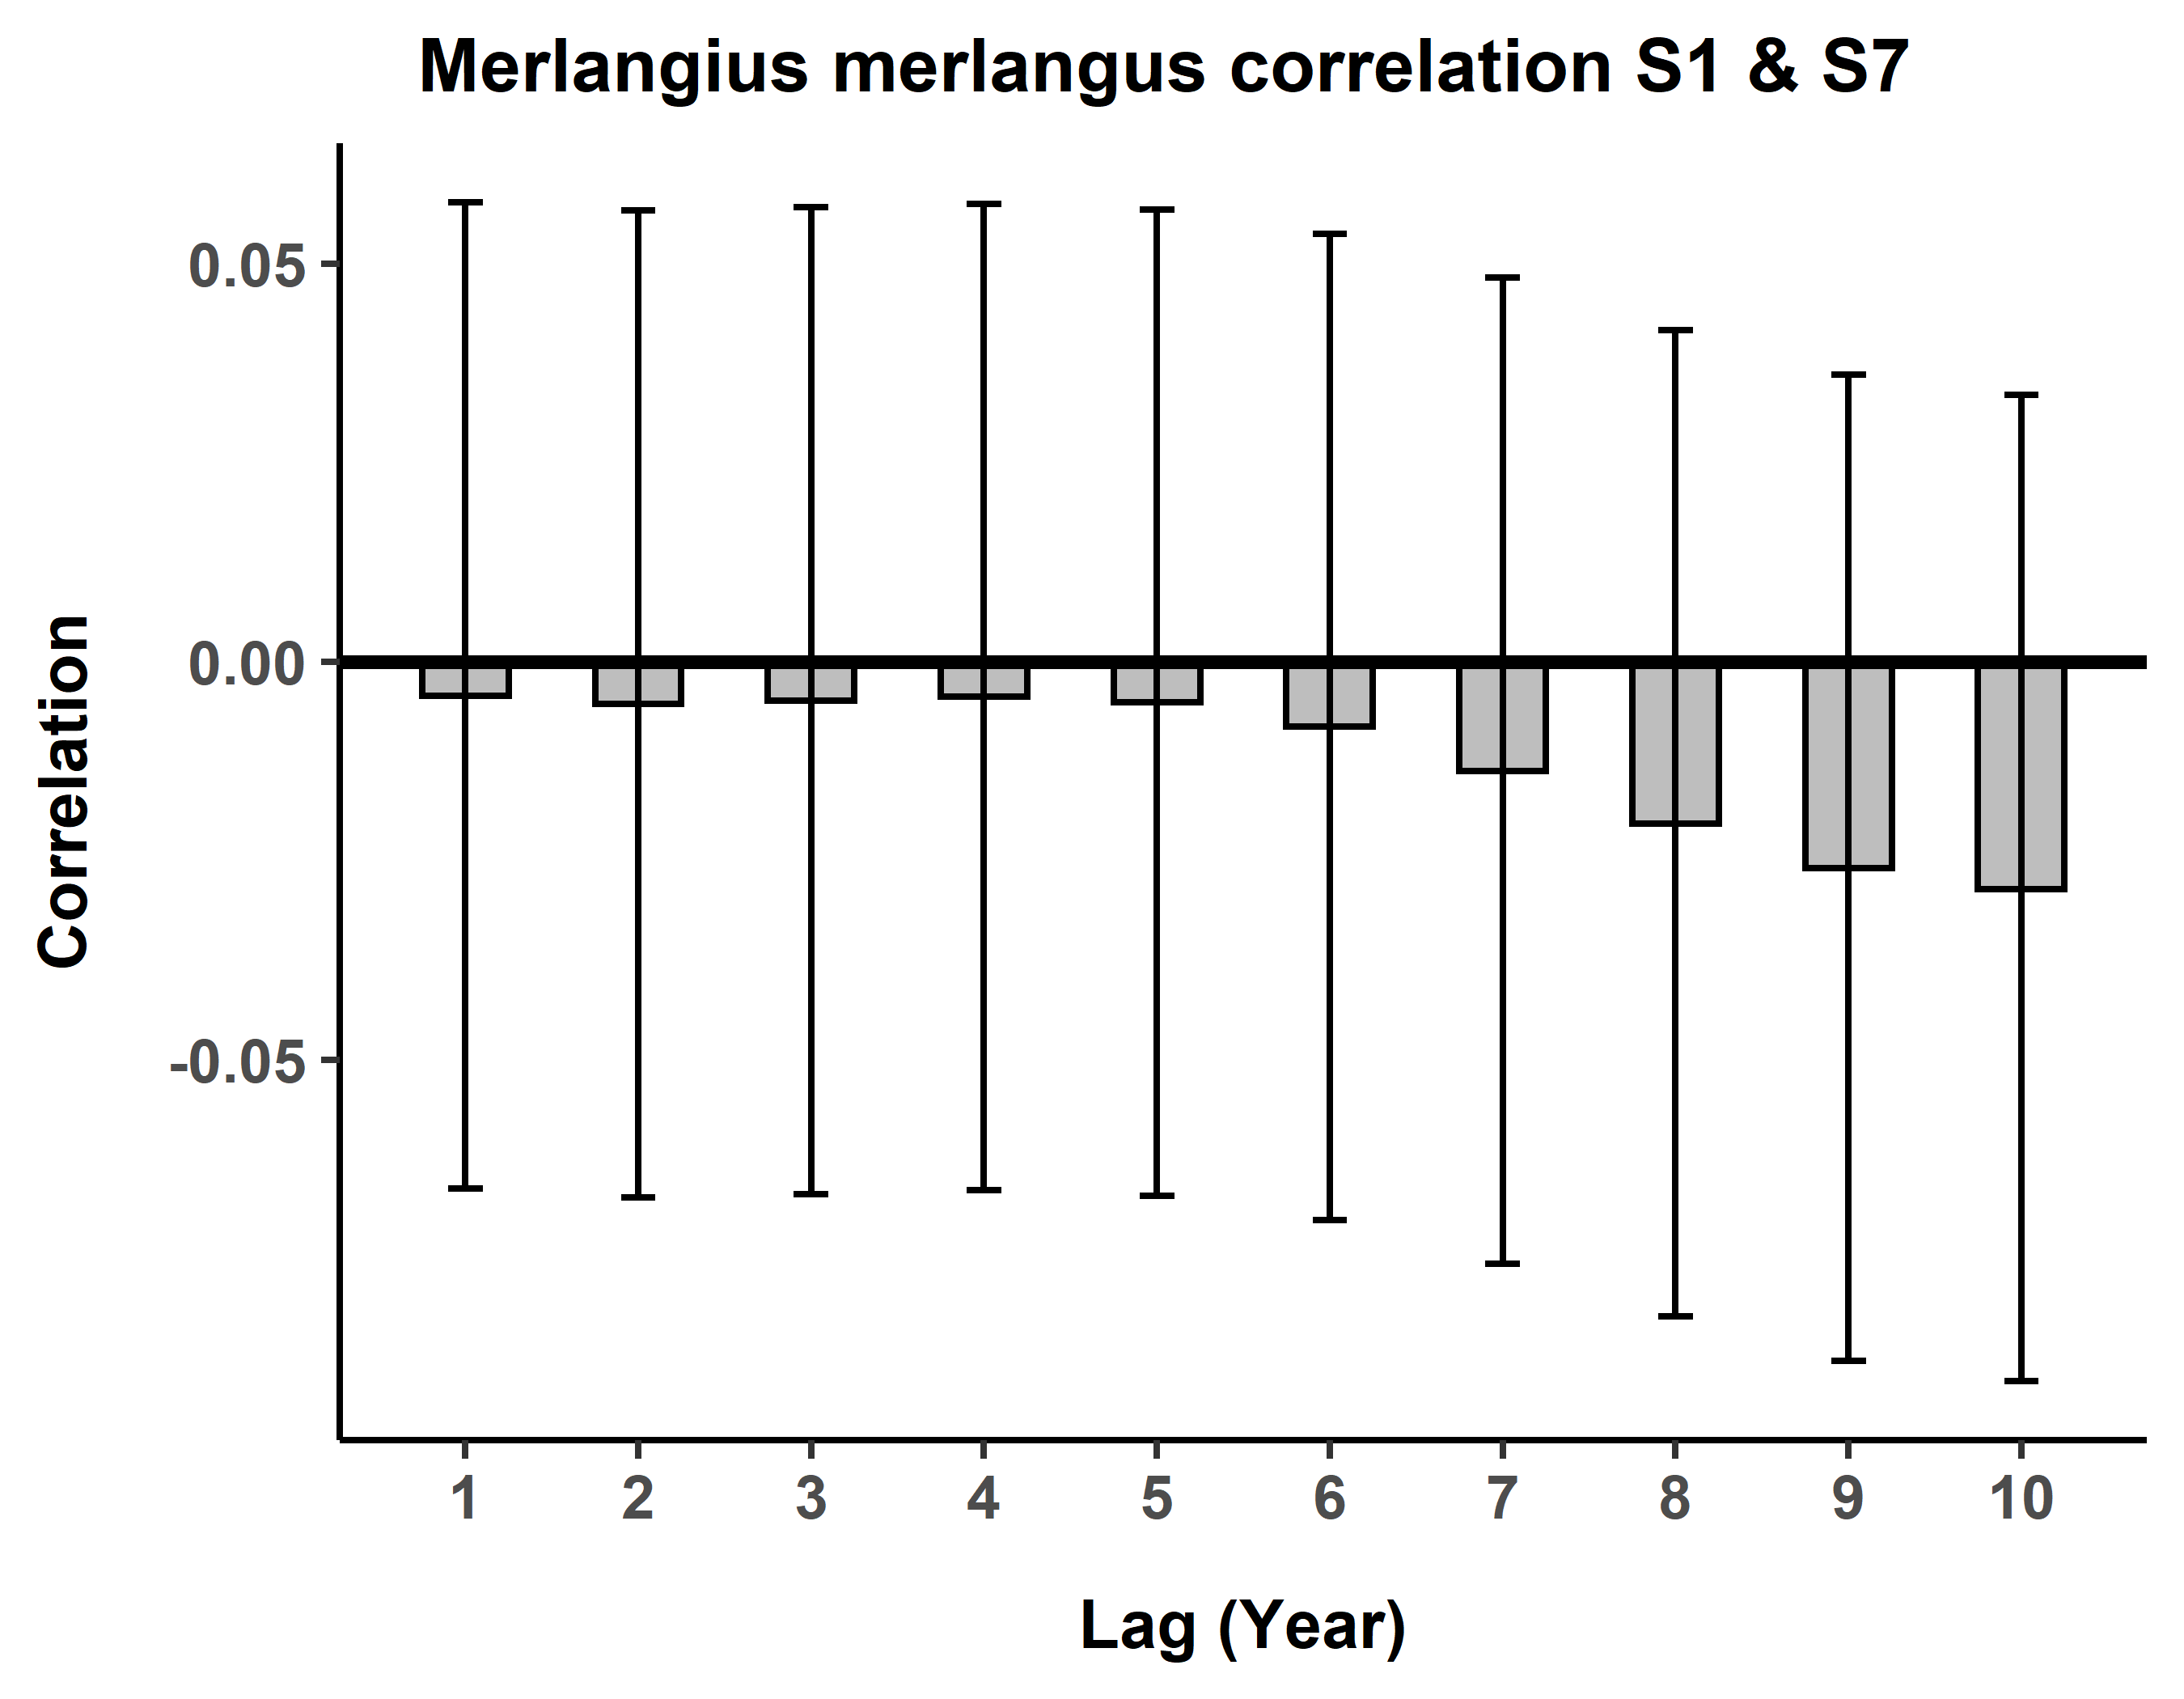 Merlangius merlangus correlation S1 & S7
0.05
0.00
-0.05
Correlation
1 2 3 4 5 6 7 8 9 10
Lag (Year)